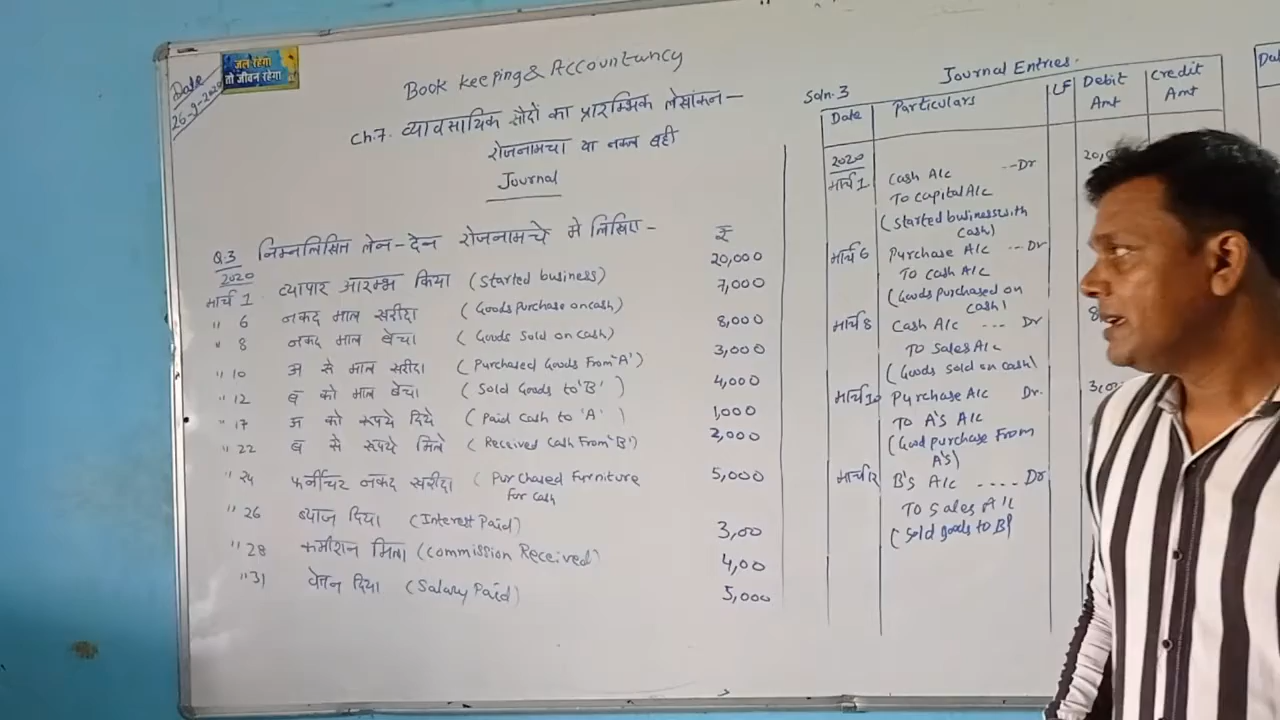 Date
26-9-2020
जल रहेगा
तो जीवन रहेगा
Book Keeping & Accountancy
Ch.7. व्यावसायिक सौदों का प्रारम्भिक लेखांकन -
रोजनामचा या नकल बही
Journal
Q.3 निम्नलिखित लेन-देन रोजनामचे मे लिखिए - ₹
2020
मार्च 1 व्यापार आरम्भ किया (Started business) 20,000
" 6 नकद माल खरीदा (Goods Purchase on cash) 7,000
" 8 नकद माल बेचा (Goods Sold on Cash) 8,000
" 10 अ से माल खरीदा (Purchased Goods From 'A') 3,000
" 12 ब को माल बेचा (Sold Goods to 'B') 4,000
" 17 अ को रूपये दिये (Paid Cash to 'A') 1,000
" 22 ब से रूपये मिले (Received Cash From 'B') 2,000
" 24 फर्नीचर नकद खरीदा (Purchased Furniture 5,000
For Cash
" 26 ब्याज दिया (Interest Paid) 3,00
" 28 कमीशन मिला (Commission Received) 4,00
" 31 वेतन दिया (Salary Paid) 5,000
Soln.3 Journal Entries.
Date Particulars LF Debit Amt Credit Amt
2020
मार्च 1 Cash A/c ---Dr
To Capital A/c
(Started business with
Cash)
मार्च 6 Purchase A/c ---Dr
To Cash A/c
(Goods purchased on
Cash)
मार्च 8 Cash A/c ---- Dr
To Sales A/c
(Goods sold on cash)
मार्च 10 Purchase A/c Dr.
To A's A/c
(Good purchase From
A's)
मार्च 12 B's A/c ---- Dr
To Sales A/c
(Sold goods to B)